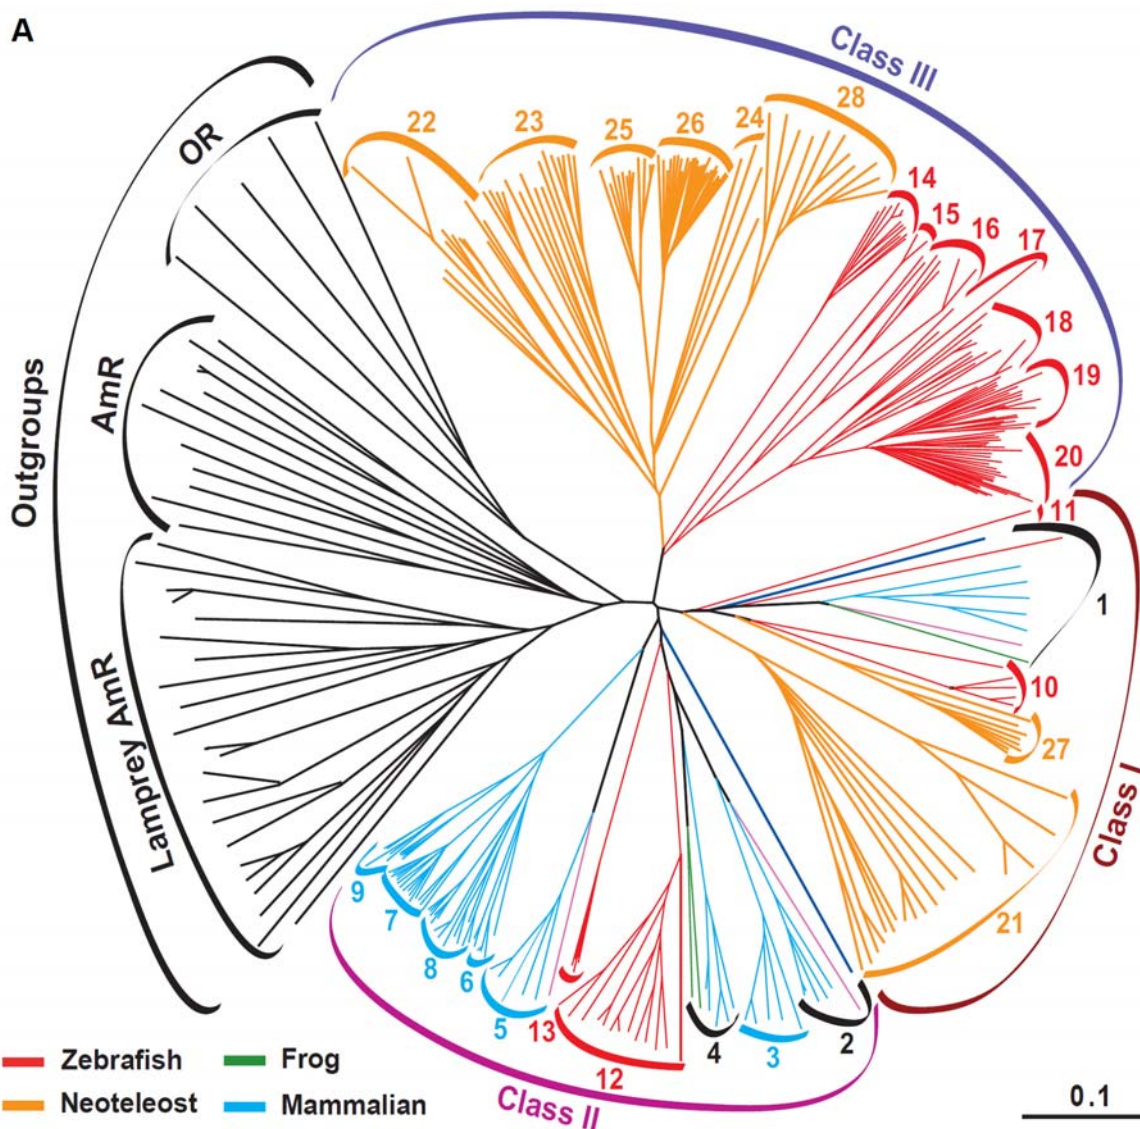 A
Class III
28
22
23
25
26
24
OR
14
15
16
17
18
19
20
11
AmR
Outgroups
1
10
27
Lamprey AmR
Class I
21
9
7
8
6
5
13
12
4
3
2
Class II
Zebrafish
Frog
Neoteleost
Mammalian
0.1